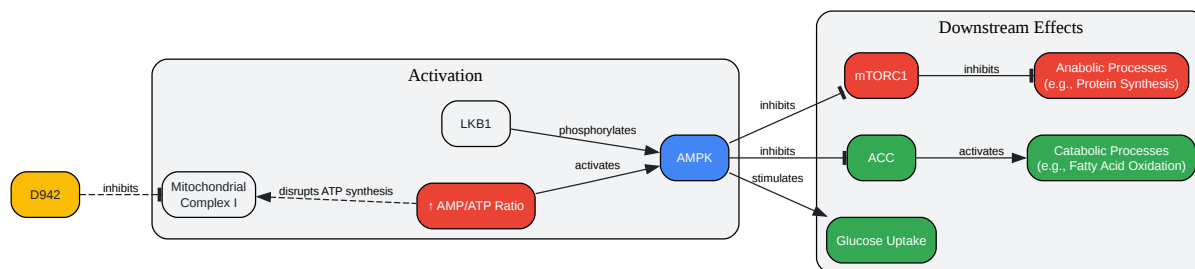 Downstream Effects
Activation
mTORC1
inhibits
Anabolic Processes
(e.g., Protein Synthesis)
LKB1
phosphorylates
inhibits
AMPK
inhibits
ACC
activates
Catabolic Processes
(e.g., Fatty Acid Oxidation)
activates
stimulates
D942
inhibits
Mitochondrial
Complex I
disrupts ATP synthesis
↑ AMP/ATP Ratio
Glucose Uptake